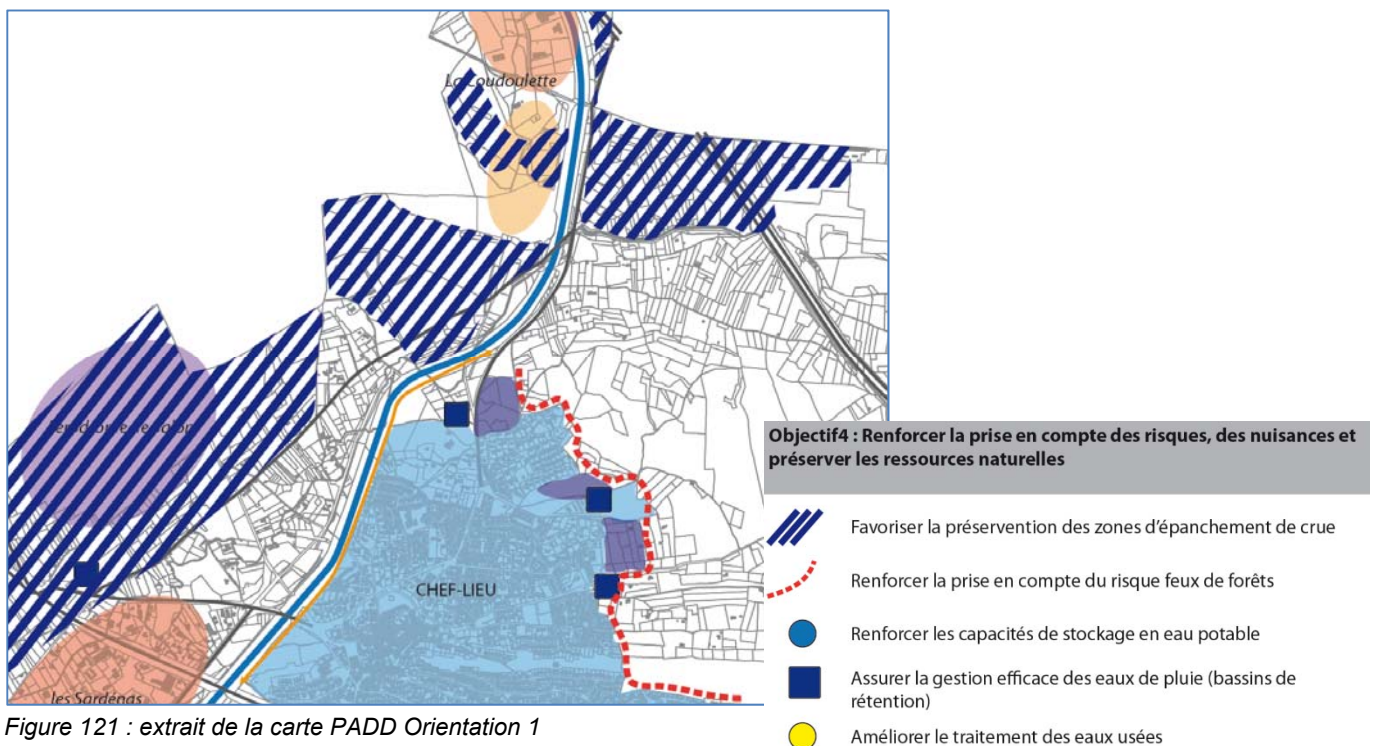 La Coudoulette
CHEF-LIEU
les Sardenas
Objectif4 : Renforcer la prise en compte des risques, des nuisances et
préserver les ressources naturelles
Favoriser la préservention des zones d'épanchement de crue
Renforcer la prise en compte du risque feux de forêts
Renforcer les capacités de stockage en eau potable
Assurer la gestion efficace des eaux de pluie (bassins de
rétention)
Améliorer le traitement des eaux usées
Figure 121 : extrait de la carte PADD Orientation 1